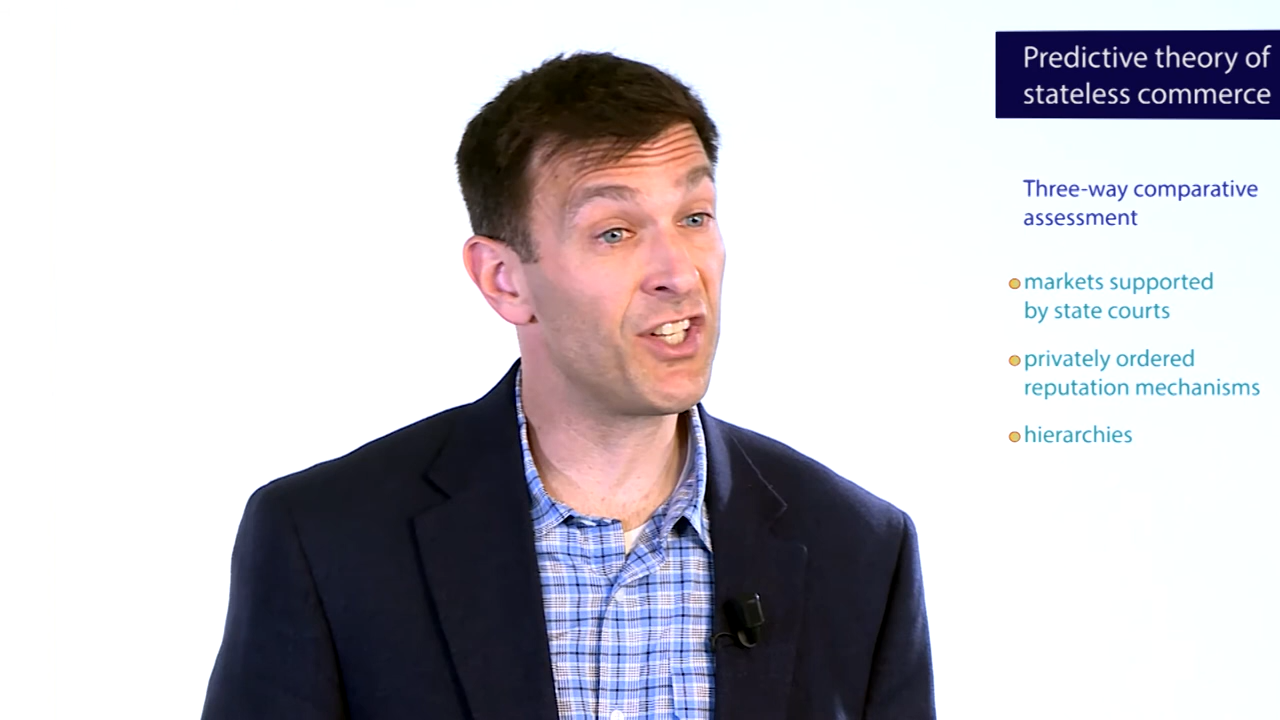 Predictive theory of
stateless commerce
Three-way comparative
assessment
markets supported
by state courts
privately ordered
reputation mechanisms
hierarchies